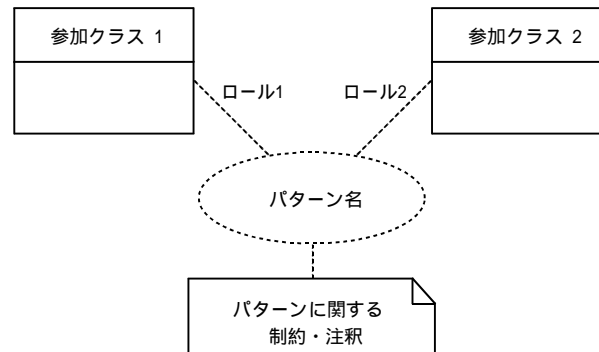 参加クラス 1
参加クラス 2
ロール1
ロール2
パターン名
パターンに関する
制約・注釈